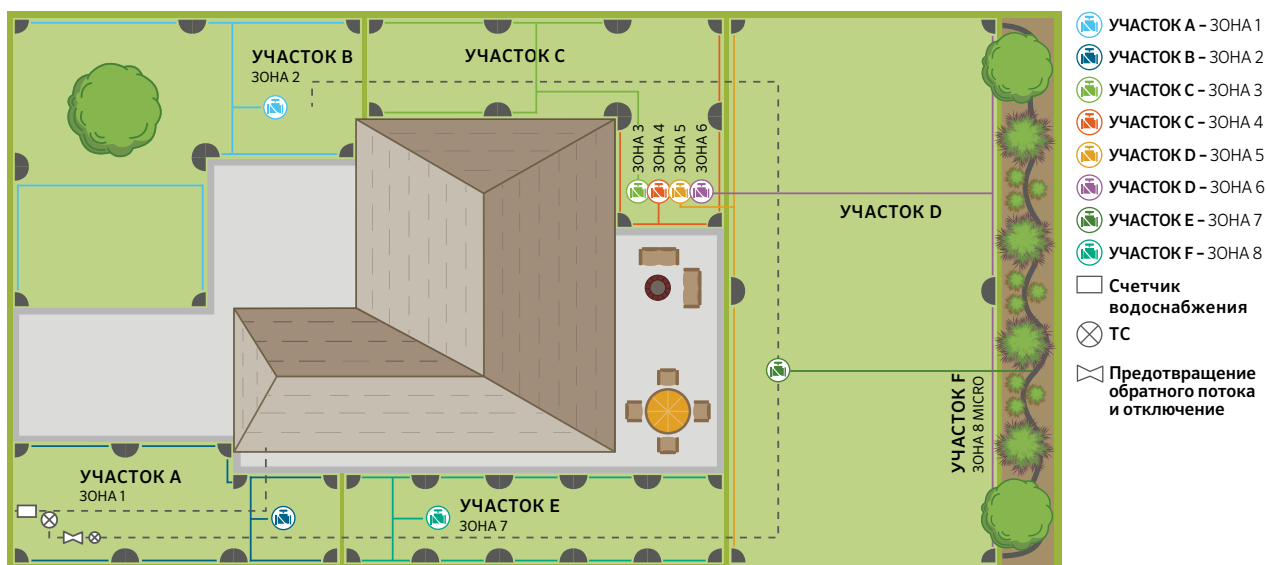 УЧАСТОК B
ЗОНА 2
УЧАСТОК C
ЗОНА 3
ЗОНА 4
ЗОНА 5
ЗОНА 6
УЧАСТОК D
УЧАСТОК F
ЗОНА 8 MICRO
УЧАСТОК A
ЗОНА 1
УЧАСТОК E
ЗОНА 7
УЧАСТОК A – ЗОНА 1
УЧАСТОК B – ЗОНА 2
УЧАСТОК C – ЗОНА 3
УЧАСТОК C – ЗОНА 4
УЧАСТОК D – ЗОНА 5
УЧАСТОК D – ЗОНА 6
УЧАСТОК E – ЗОНА 7
УЧАСТОК F – ЗОНА 8
Счетчик
водоснабжения
ТС
Предотвращение
обратного потока
и отключение